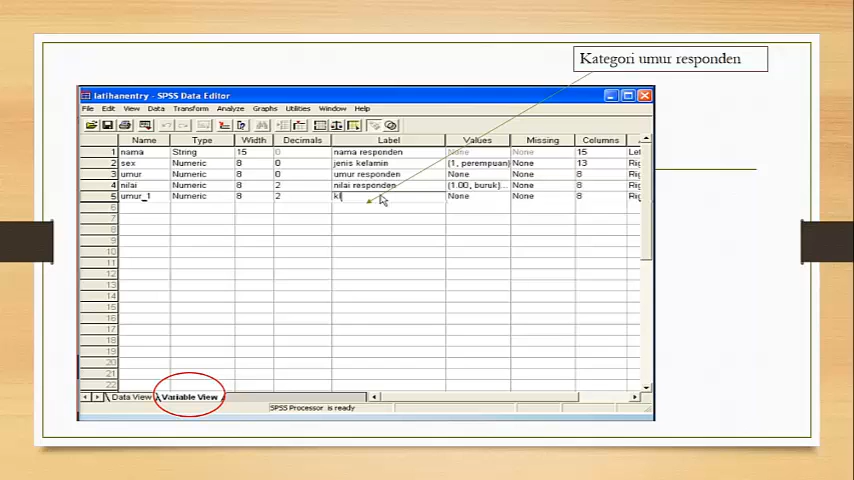 Kategori umur responden
latihanentry - SPSS Data Editor
File Edit View Data Transform Analyze Graphs Utilities Window Help
Name Type Width Decimals Label Values Missing Columns
1 nama String 15 0 nama responden None None 15 Let
2 sex Numeric 8 0 jenis kelamin {1, perempuan} None 13 Rig
3 umur Numeric 8 0 umur responden None None 8 Rig
4 nilai Numeric 8 2 nilai responden {1.00, buruk}... None 8 Rig
5 umur_1 Numeric 8 2 kl None None 8 Rig
6
7
8
9
10
11
12
13
14
15
16
17
18
19
20
21
22
Data View Variable View
SPSS Processor is ready